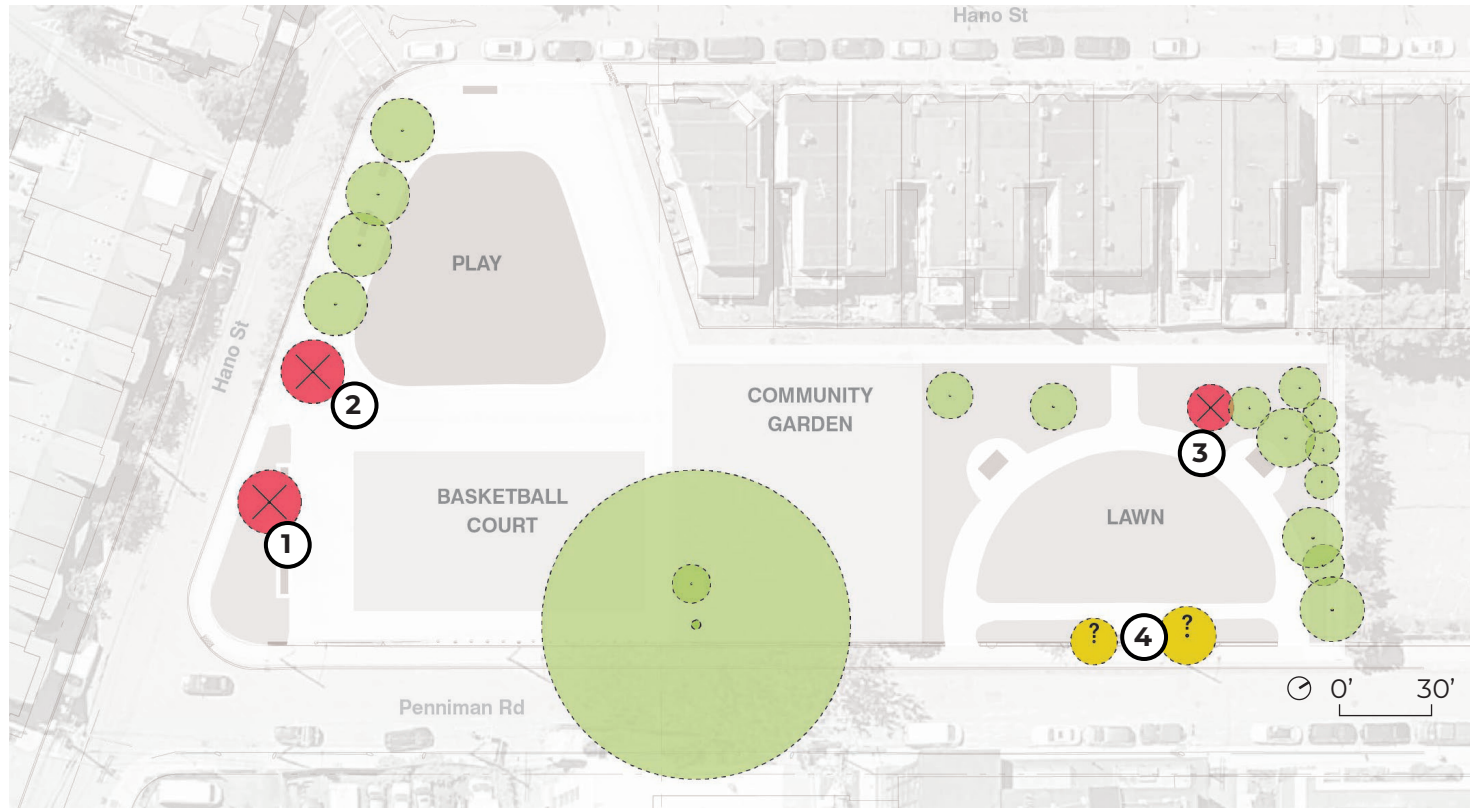 Hano St
PLAY
Hano St
2
COMMUNITY
GARDEN
3
BASKETBALL
COURT
1
LAWN
?
4
?
0’
30’
Penniman Rd